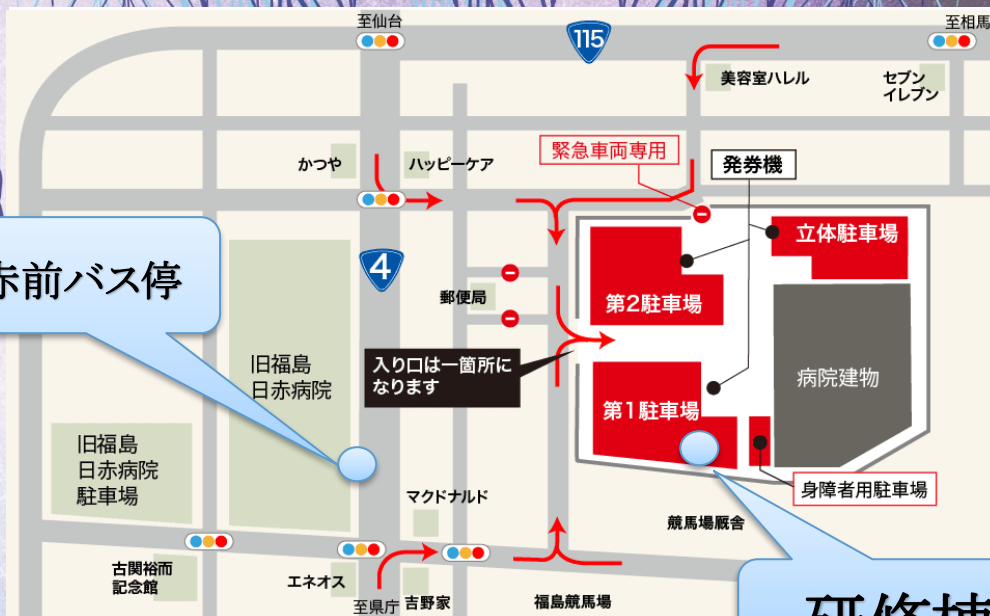 至仙台
115
至相馬
美容室ハレル
セブン
イレブン
かつや
ハッピーケア
緊急車両専用
発券機
立体駐車場
前バス停
4
郵便局
第2駐車場
旧福島
日赤病院
入り口は一箇所に
なります
病院建物
第1駐車場
旧福島
日赤病院
駐車場
マクドナルド
身障者用駐車場
競馬場厩舎
古関裕而
記念館
エネオス
至県庁
吉野家
福島競馬場
研修